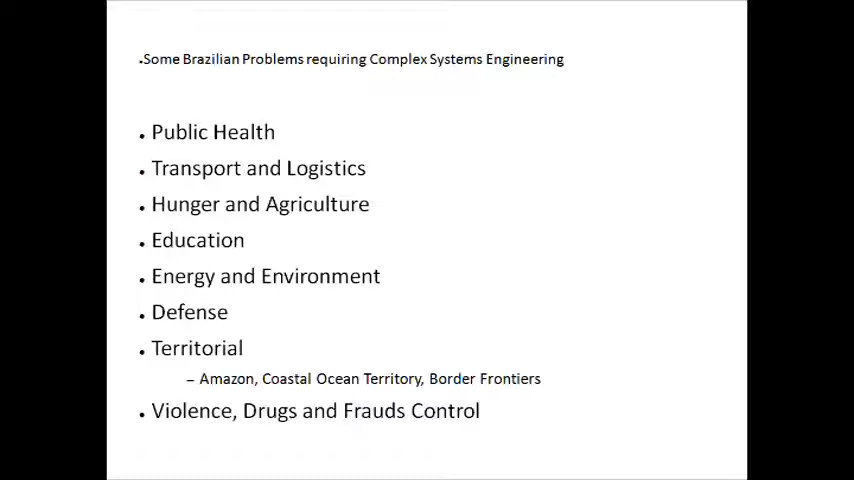 •Some Brazilian Problems requiring Complex Systems Engineering
• Public Health
• Transport and Logistics
• Hunger and Agriculture
• Education
• Energy and Environment
• Defense
• Territorial
– Amazon, Coastal Ocean Territory, Border Frontiers
• Violence, Drugs and Frauds Control